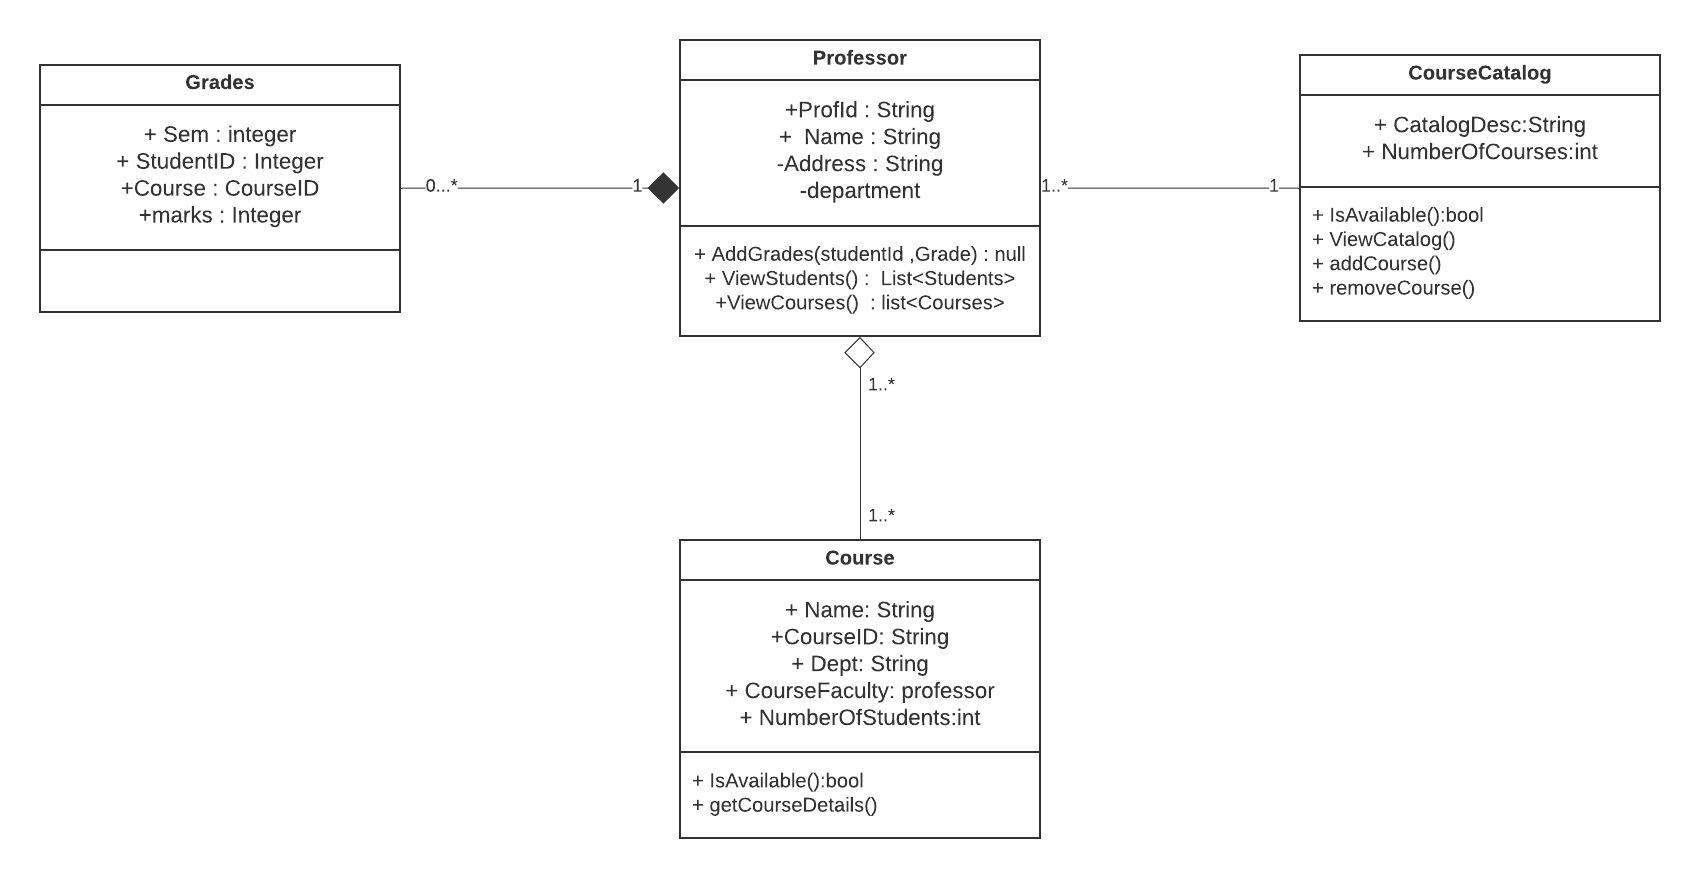 Grades
+ Sem : integer
+ StudentID : Integer
+Course : CourseID
+marks : Integer
0...*
1
Professor
+ProfId : String
+  Name : String
-Address : String
-department
+ AddGrades(studentId ,Grade) : null
+ ViewStudents() :  List<Students>
+ViewCourses()  : list<Courses>
1..*
1
CourseCatalog
+ CatalogDesc:String
+ NumberOfCourses:int
+ IsAvailable():bool
+ ViewCatalog()
+ addCourse()
+ removeCourse()
1..*
1..*
Course
+ Name: String
+CourseID: String
+ Dept: String
+ CourseFaculty: professor
+ NumberOfStudents:int
+ IsAvailable():bool
+ getCourseDetails()